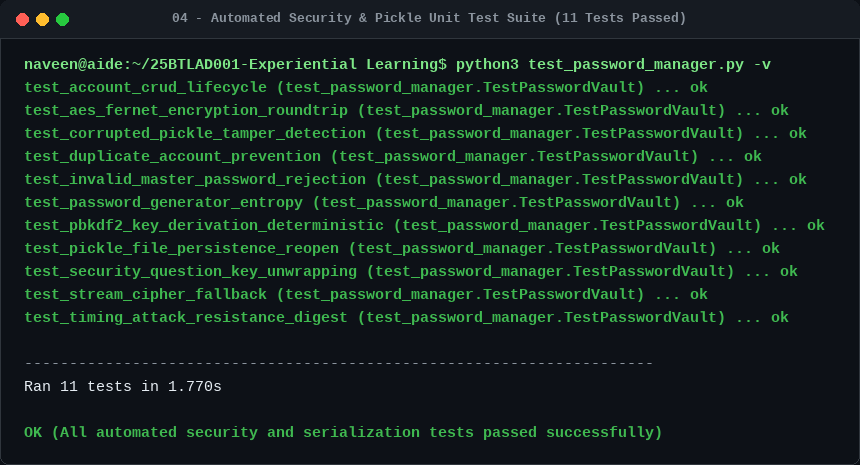 04 - Automated Security & Pickle Unit Test Suite (11 Tests Passed)
naveen@aide:~/25BTLAD001-Experiential Learning$ python3 test_password_manager.py -v
test_account_crud_lifecycle (test_password_manager.TestPasswordVault) ... ok
test_aes_fernet_encryption_roundtrip (test_password_manager.TestPasswordVault) ... ok
test_corrupted_pickle_tamper_detection (test_password_manager.TestPasswordVault) ... ok
test_duplicate_account_prevention (test_password_manager.TestPasswordVault) ... ok
test_invalid_master_password_rejection (test_password_manager.TestPasswordVault) ... ok
test_password_generator_entropy (test_password_manager.TestPasswordVault) ... ok
test_pbkdf2_key_derivation_deterministic (test_password_manager.TestPasswordVault) ... ok
test_pickle_file_persistence_reopen (test_password_manager.TestPasswordVault) ... ok
test_security_question_key_unwrapping (test_password_manager.TestPasswordVault) ... ok
test_stream_cipher_fallback (test_password_manager.TestPasswordVault) ... ok
test_timing_attack_resistance_digest (test_password_manager.TestPasswordVault) ... ok
----------------------------------------------------------------------
Ran 11 tests in 1.770s
OK (All automated security and serialization tests passed successfully)